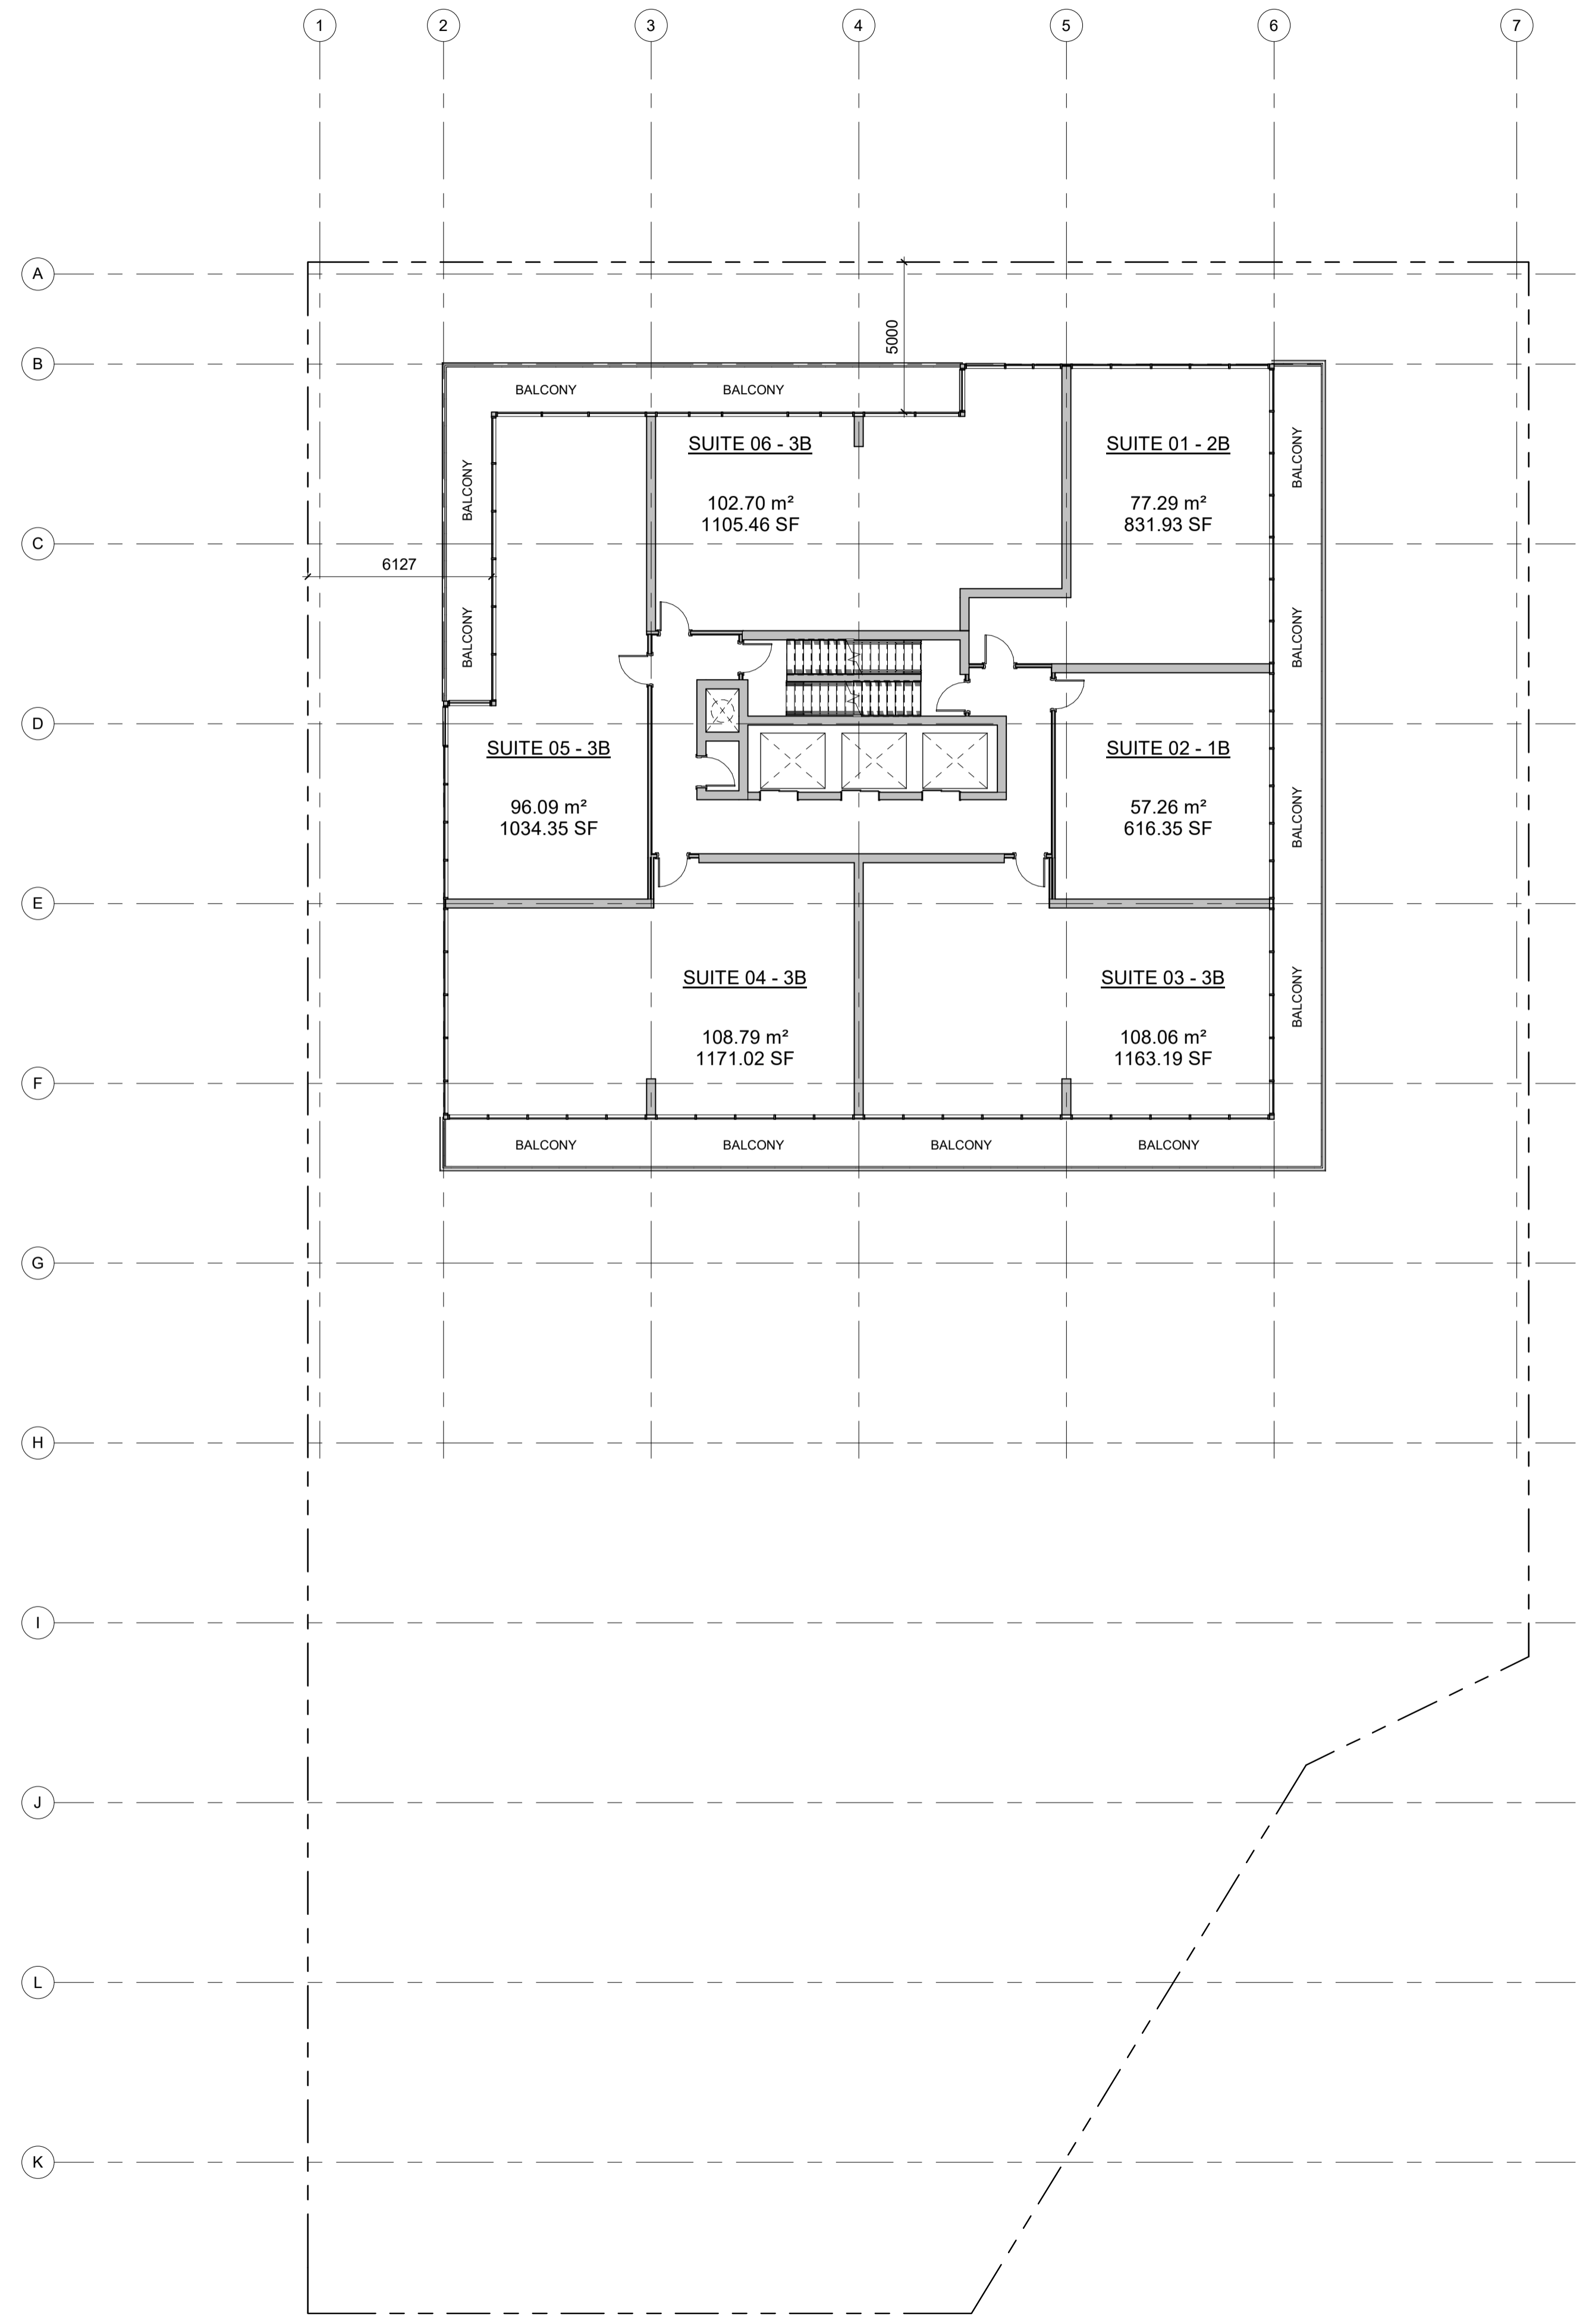 1 2 3 4 5 6 7
A
5000
B
BALCONY BALCONY
SUITE 06 - 3B SUITE 01 - 2B
BALCONY BALCONY
102.70 m² 77.29 m²
1105.46 SF 831.93 SF
C
6127
BALCONY BALCONY
D
SUITE 05 - 3B SUITE 02 - 1B
96.09 m² 57.26 m²
1034.35 SF 616.35 SF
BALCONY
E
SUITE 04 - 3B SUITE 03 - 3B
BALCONY
108.79 m² 108.06 m²
1171.02 SF 1163.19 SF
F
BALCONY BALCONY BALCONY BALCONY
G
H
I
J
L
K